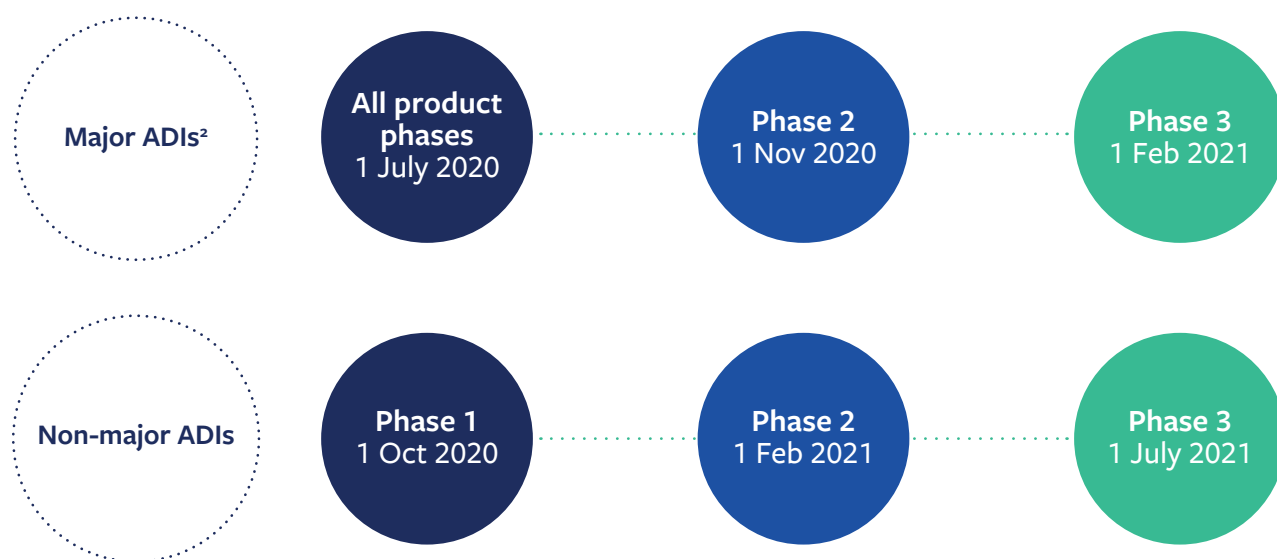 Major ADIs²
All product
phases
1 July 2020
Phase 2
1 Nov 2020
Phase 3
1 Feb 2021
Non-major ADIs
Phase 1
1 Oct 2020
Phase 2
1 Feb 2021
Phase 3
1 July 2021